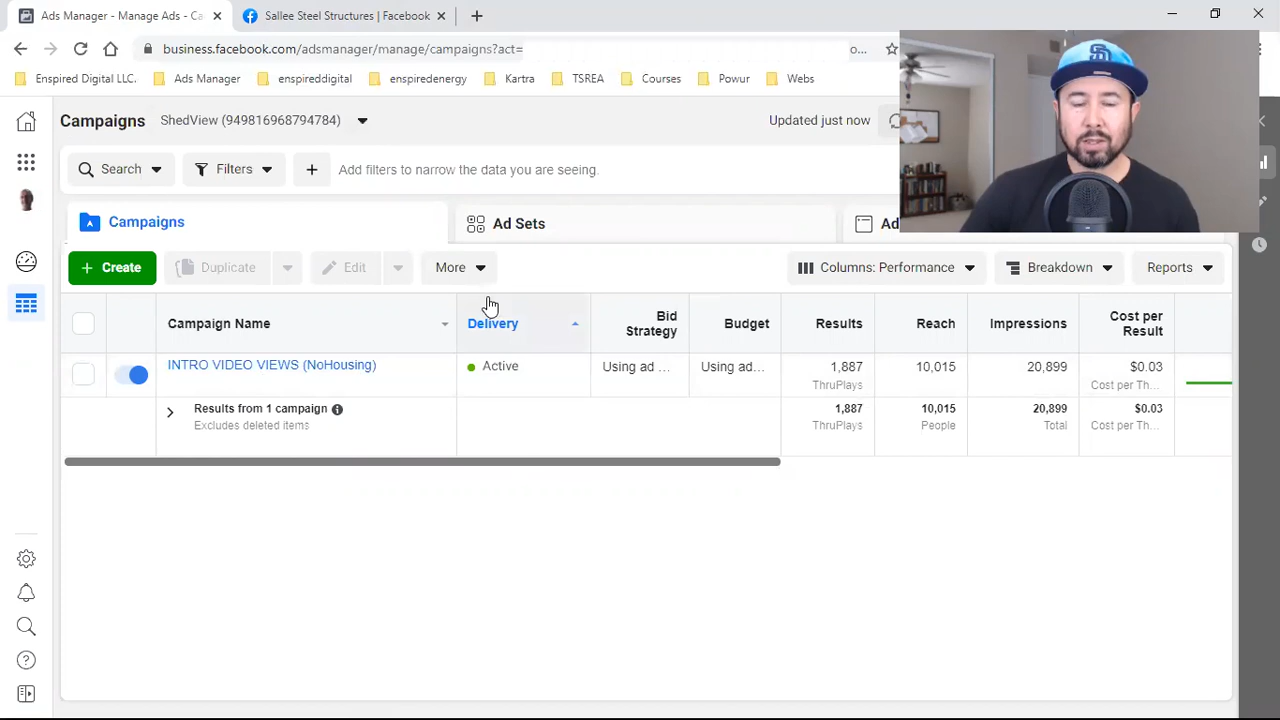 Ads Manager - Manage Ads - Ca
Sallee Steel Structures | Facebook
business.facebook.com/adsmanager/manage/campaigns?act=
o...
Enspired Digital LLC.
Ads Manager
enspireddigital
enspiredenergy
Kartra
TSREA
Courses
Powur
Webs
Campaigns
ShedView (949816968794784)
Updated just now
Search
Filters
Add filters to narrow the data you are seeing.
Campaigns
Ad Sets
Ad
Create
Duplicate
Edit
More
Columns: Performance
Breakdown
Reports
Campaign Name
Delivery
Bid Strategy
Budget
Results
Reach
Impressions
Cost per Result
INTRO VIDEO VIEWS (NoHousing)
Active
Using ad ...
Using ad...
1,887
ThruPlays
10,015
20,899
$0.03
Cost per Th...
Results from 1 campaign
Excludes deleted items
1,887
ThruPlays
10,015
People
20,899
Total
$0.03
Cost per Th...